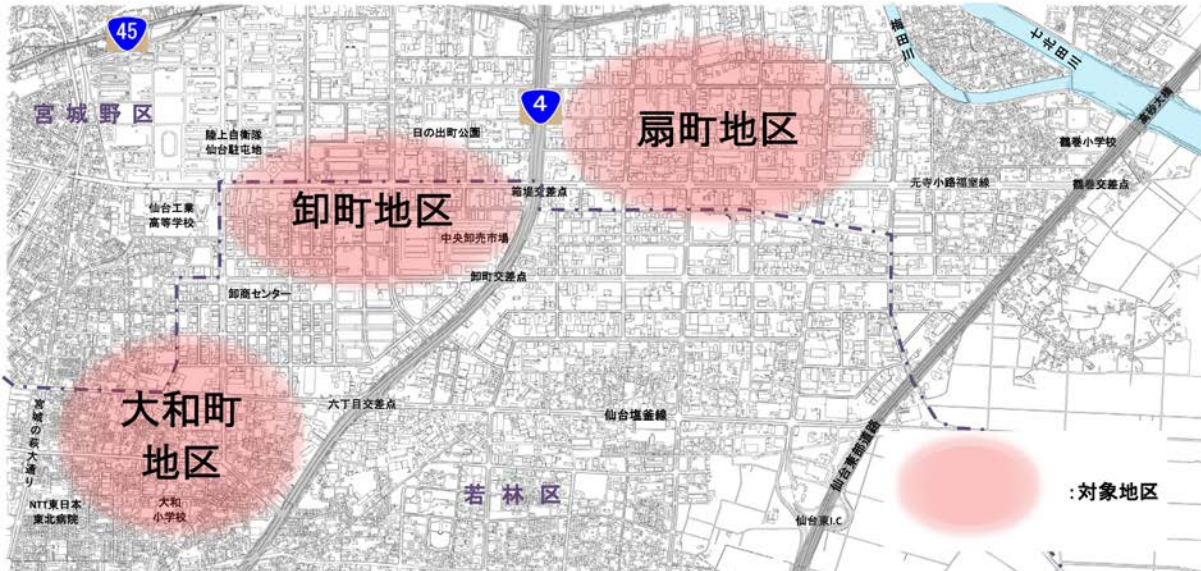 45
宮城野区
陸上自衛隊
仙台駐屯地
日の出町公園
4
扇町地区
梅田川
七北田川
高砂大橋
鶴巻小学校
鶴巻交差点
元寺小路福室線
箱堤交差点
仙台工業
高等学校
卸町地区
中央卸売市場
卸町交差点
卸商センター
大和町
地区
宮城の萩大通り
六丁目交差点
仙台塩釜線
仙台東部道路
NTT東日本
東北病院
大和
小学校
若林区
仙台東I.C
:対象地区